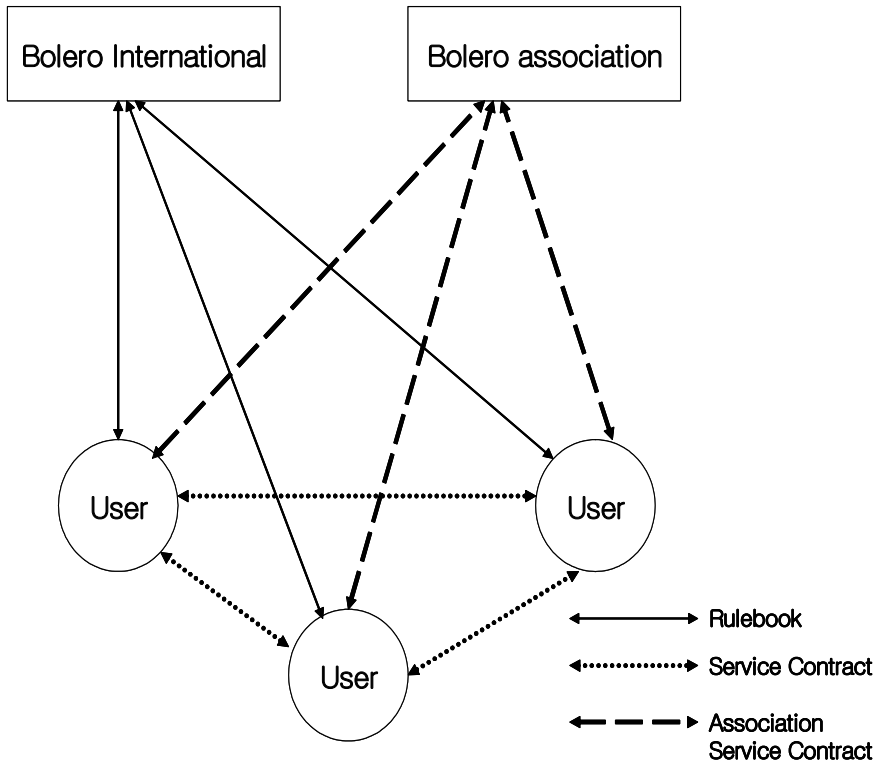 Bolero International
Bolero association
User
User
User
Rulebook
Service Contract
Association
Service Contract